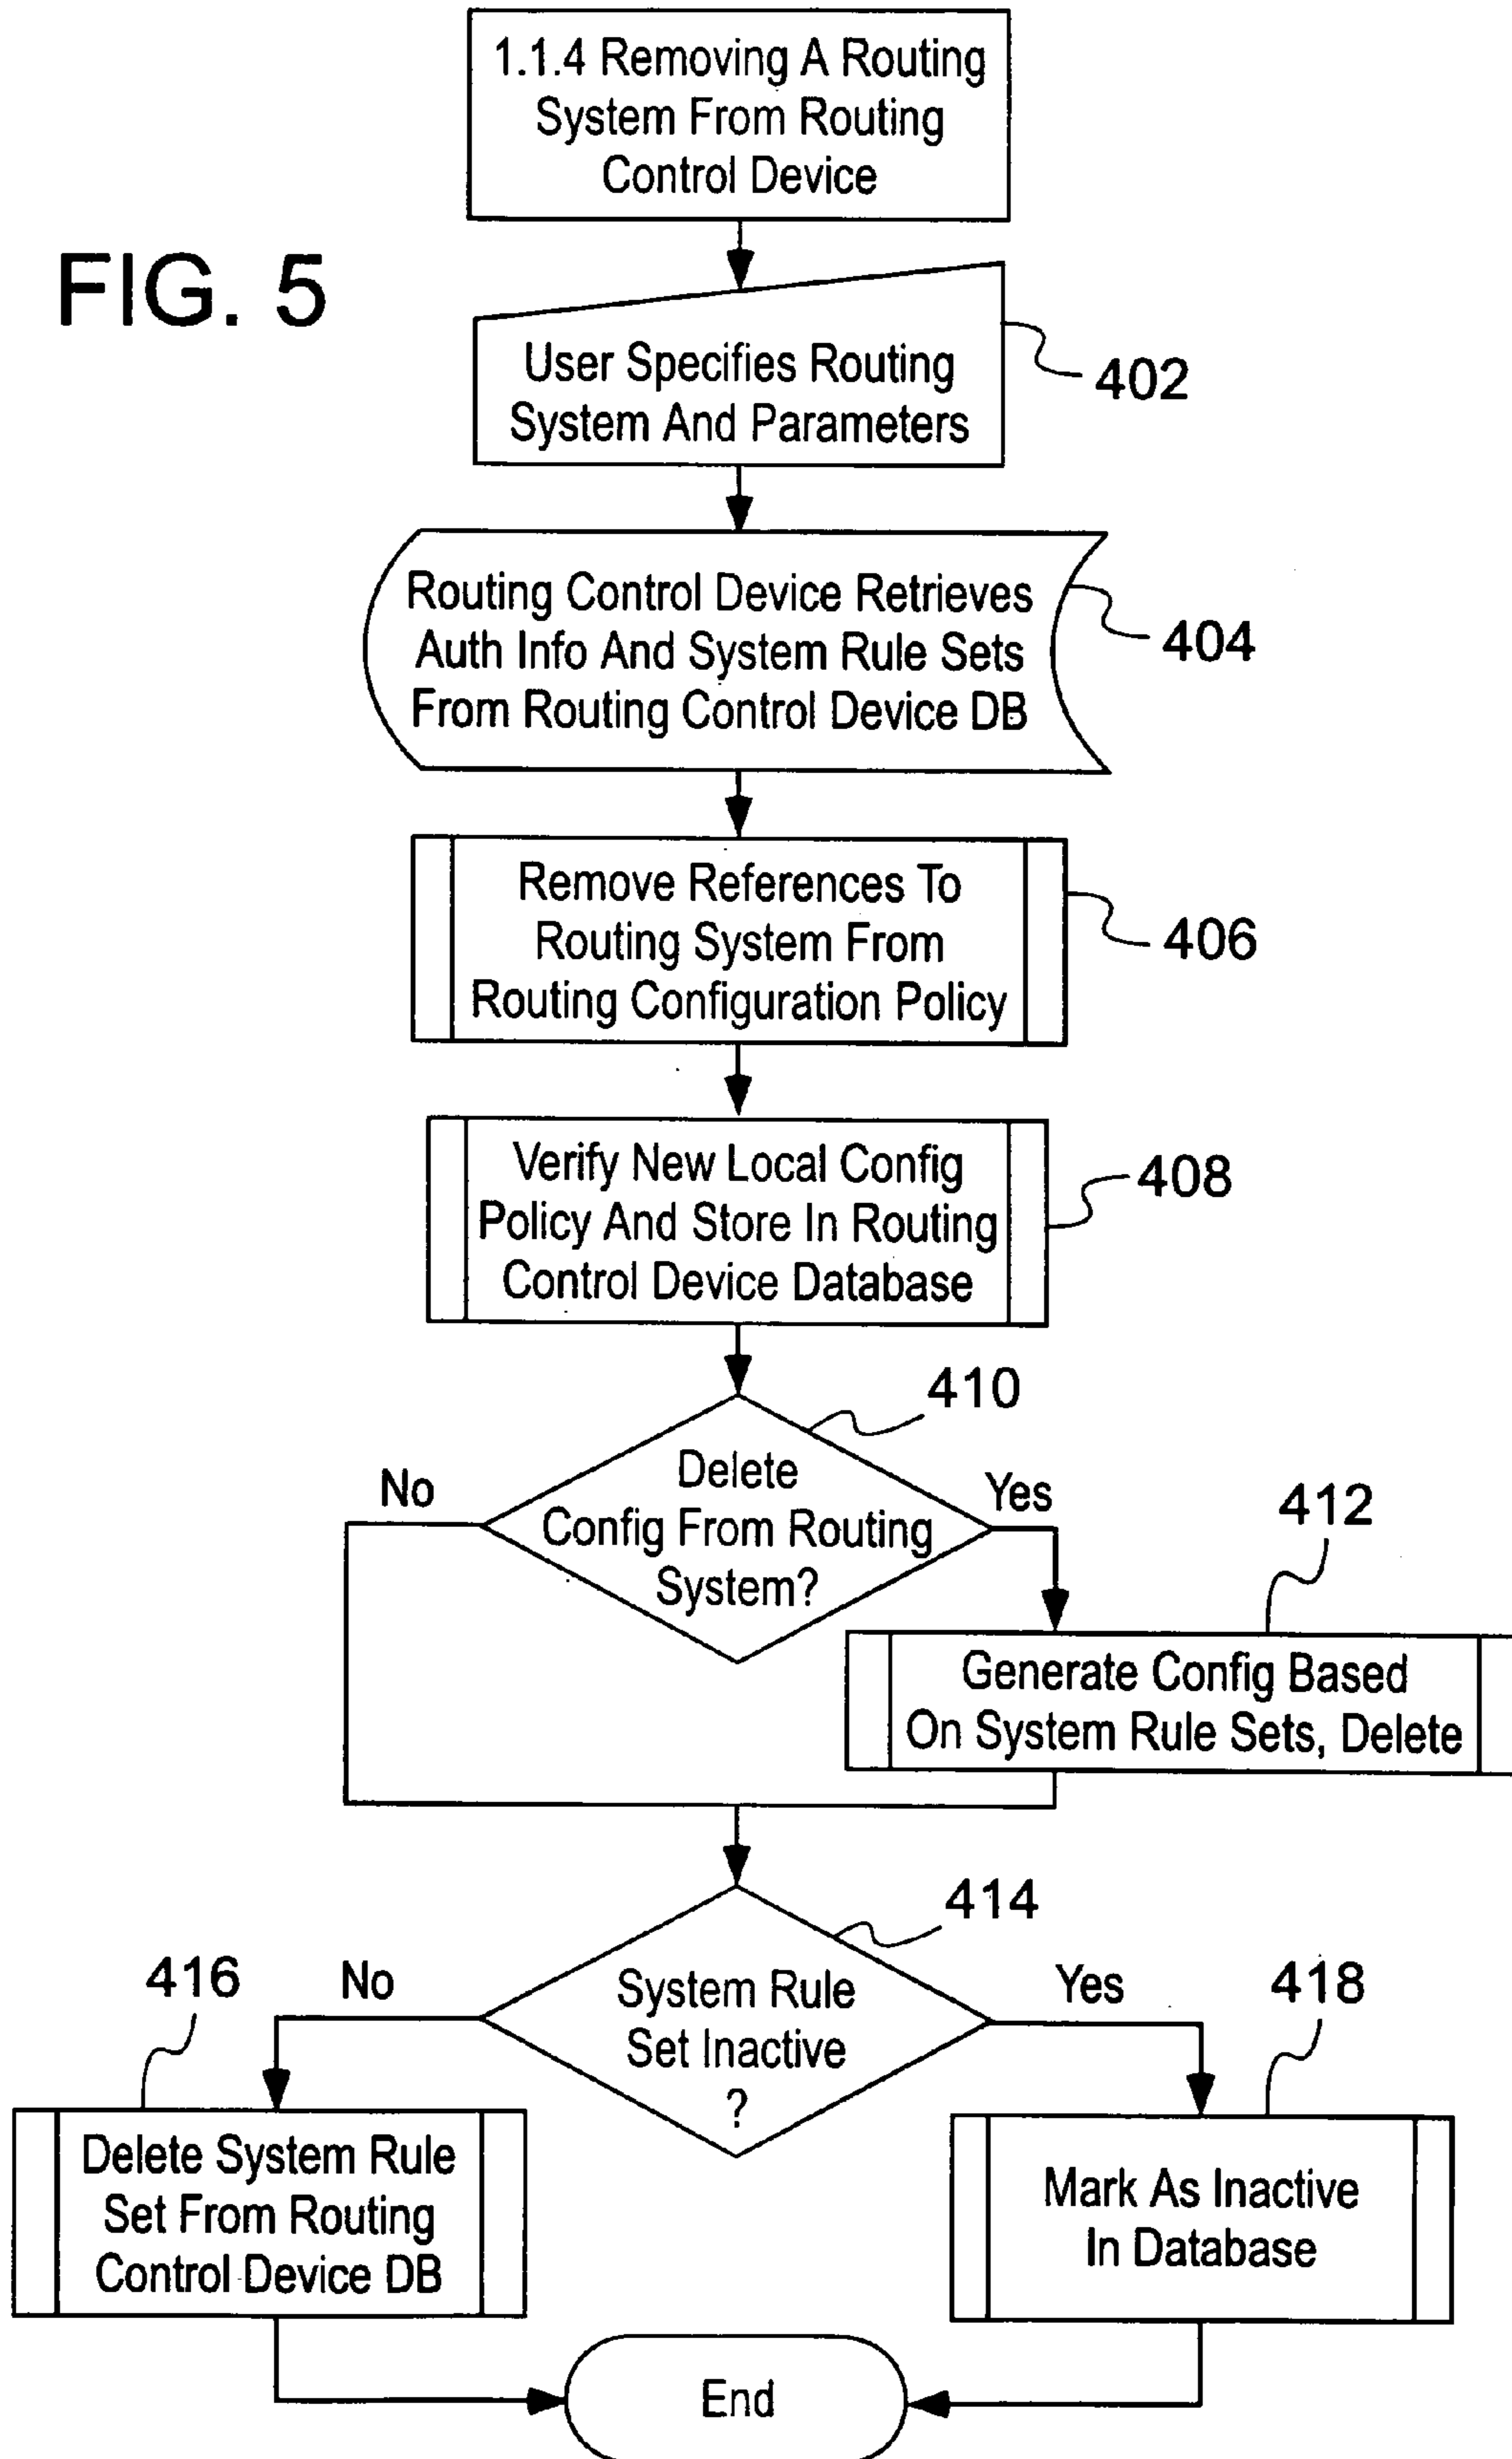 1.1.4 Removing A Routing
System From Routing
Control Device
FIG. 5
User Specifies Routing
System And Parameters
402
Routing Control Device Retrieves
Auth Info And System Rule Sets
From Routing Control Device DB
404
Remove References To
Routing System From
Routing Configuration Policy
406
Verify New Local Config
Policy And Store In Routing
Control Device Database
408
410
Delete
Config From Routing
System?
No
Yes
412
Generate Config Based
On System Rule Sets, Delete
414
System Rule
Set Inactive
?
No
Yes
416
418
Delete System Rule
Set From Routing
Control Device DB
Mark As Inactive
In Database
End